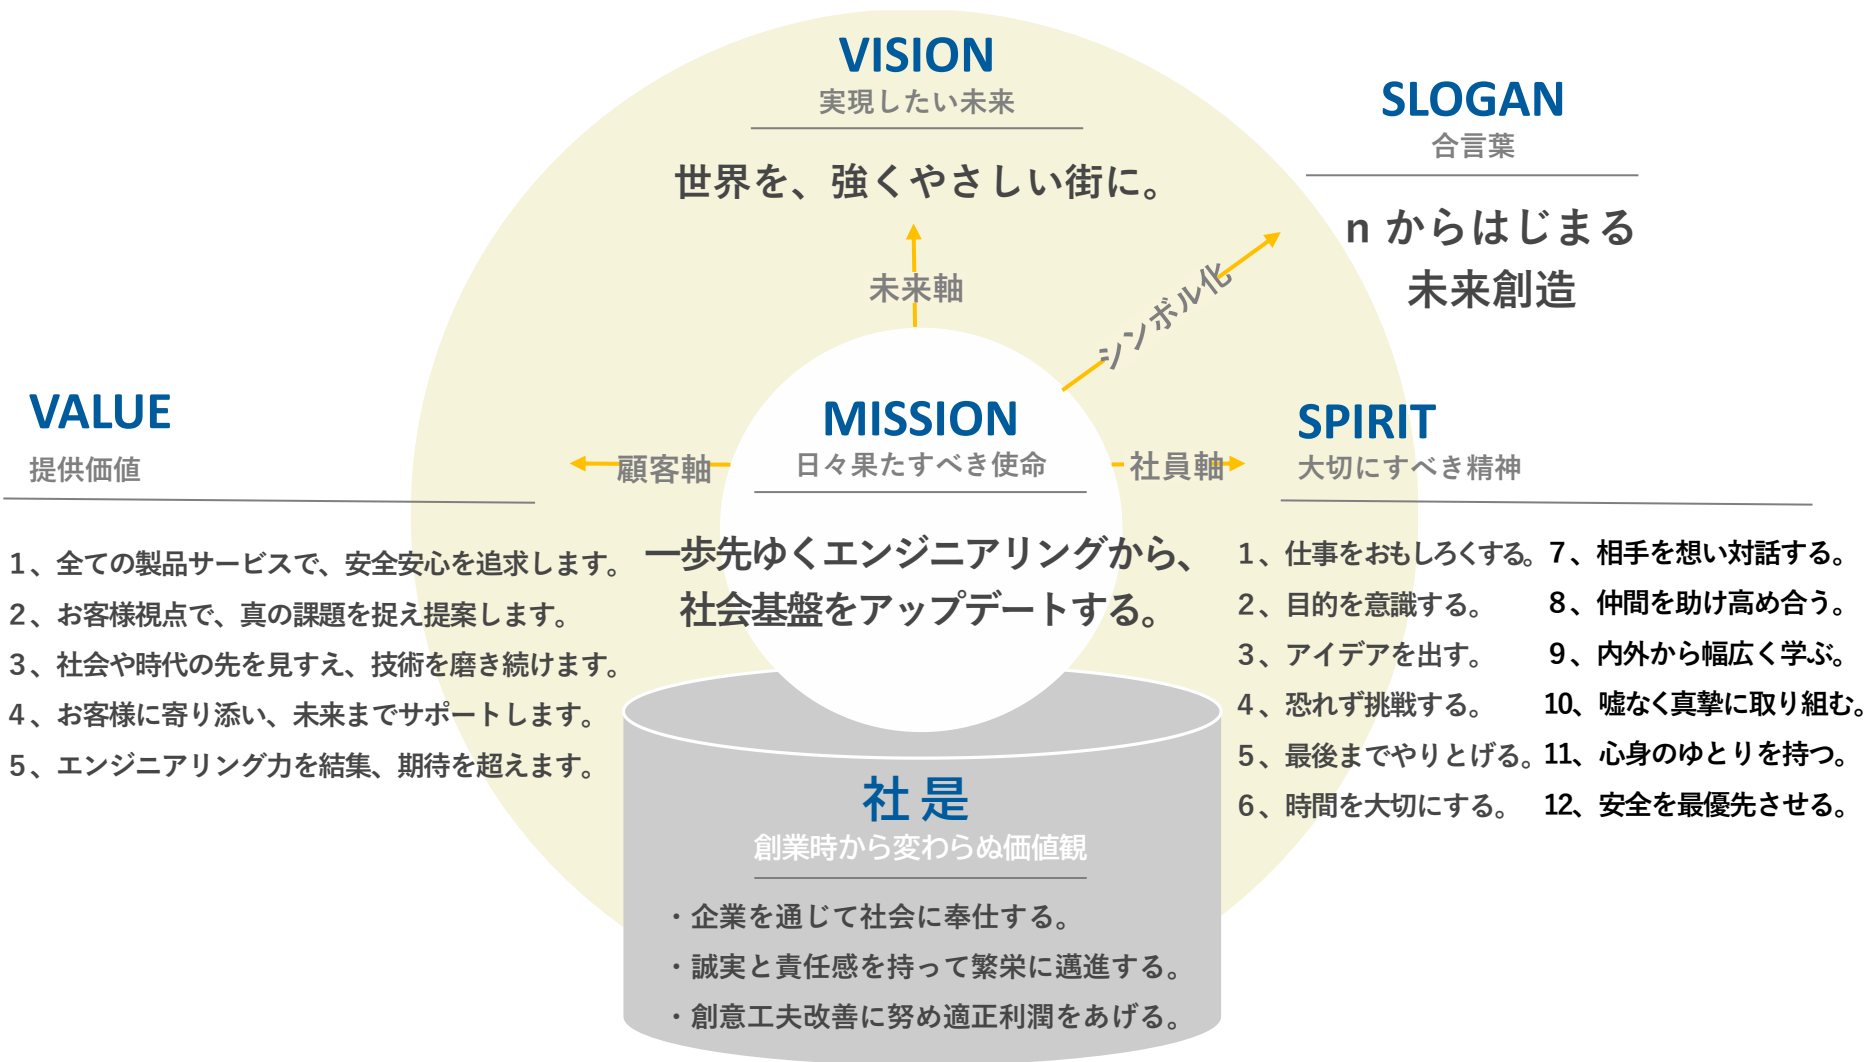 VISION
実現したい未来
世界を、強くやさしい街に。
SLOGAN
合言葉
n からはじまる
未来創造
未来軸
シンボル化
VALUE
提供価値
顧客軸
1、全ての製品サービスで、安全安心を追求します。
2、お客様視点で、真の課題を捉え提案します。
3、社会や時代の先を見すえ、技術を磨き続けます。
4、お客様に寄り添い、未来までサポートします。
5、エンジニアリング力を結集、期待を超えます。
MISSION
日々果たすべき使命
一歩先ゆくエンジニアリングから、
社会基盤をアップデートする。
社員軸
SPIRIT
大切にすべき精神
1、仕事をおもしろくする。
2、目的を意識する。
3、アイデアを出す。
4、恐れず挑戦する。
5、最後までやりとげる。
6、時間を大切にする。
7、相手を想い対話する。
8、仲間を助け高め合う。
9、内外から幅広く学ぶ。
10、嘘なく真摯に取り組む。
11、心身のゆとりを持つ。
12、安全を最優先させる。
社是
創業時から変わらぬ価値観
・企業を通じて社会に奉仕する。
・誠実と責任感を持って繁栄に邁進する。
・創意工夫改善に努め適正利潤をあげる。